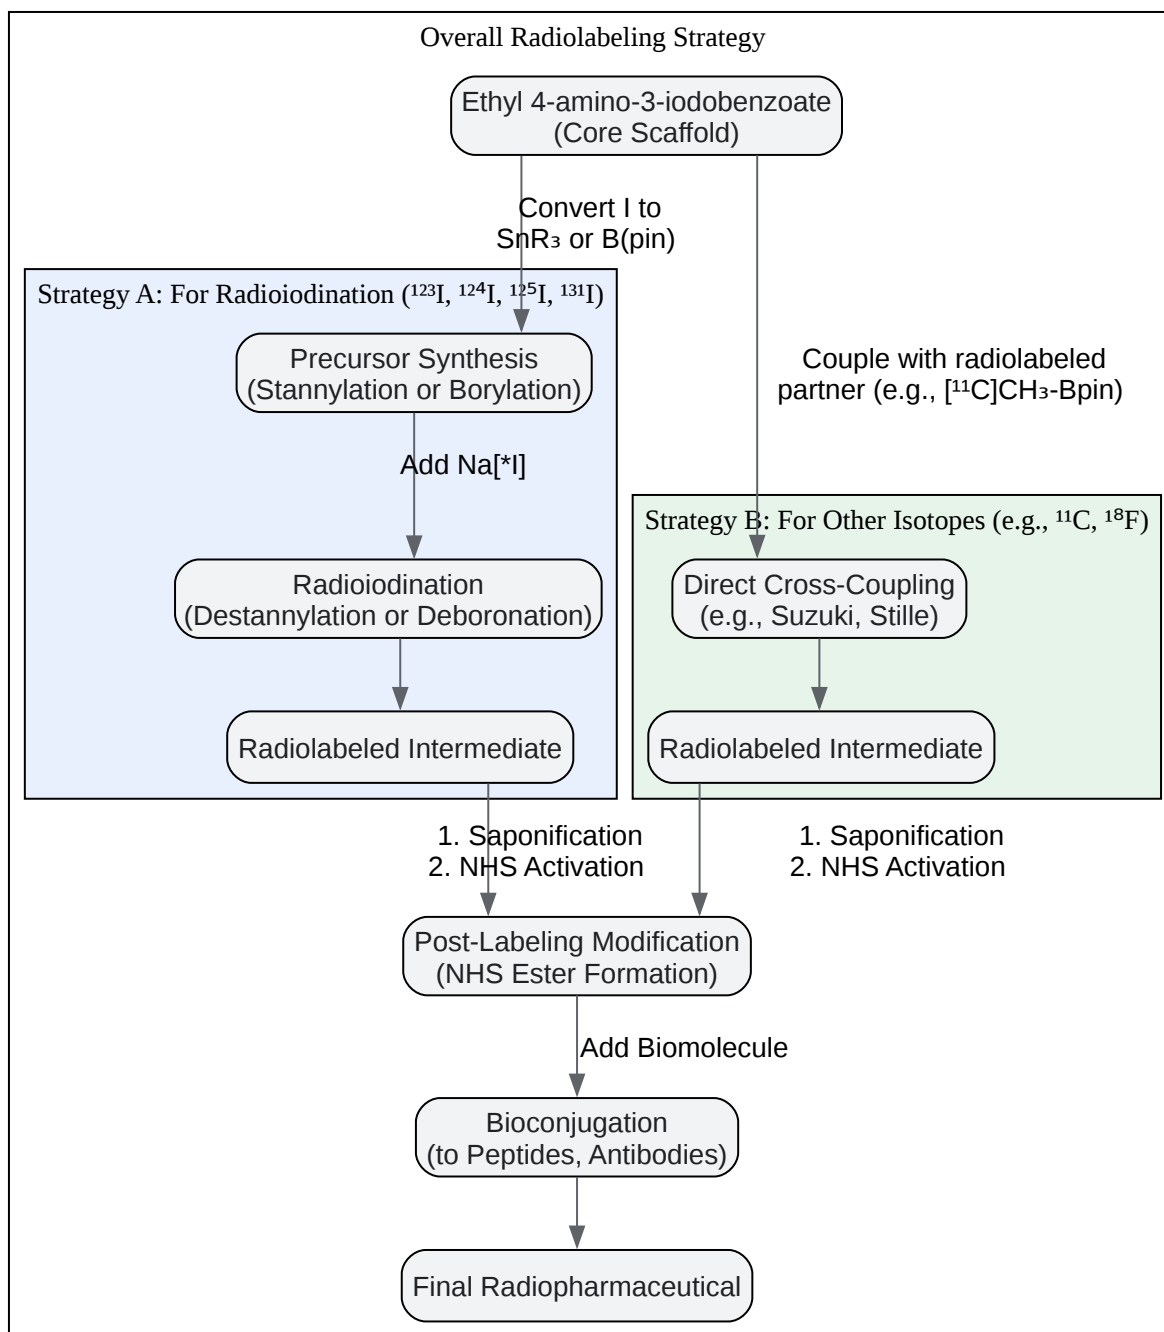 Overall Radiolabeling Strategy
Ethyl 4-amino-3-iodobenzoate
(Core Scaffold)
Convert I to
SnR₃ or B(pin)
Strategy A: For Radioiodination (¹²³I, ¹²⁴I, ¹²⁵I, ¹³¹I)
Precursor Synthesis
(Stannylation or Borylation)
Couple with radiolabeled
partner (e.g., [¹¹C]CH₃-Bpin)
Add Na[*I]
Strategy B: For Other Isotopes (e.g., ¹¹C, ¹⁸F)
Radioiodination
(Destannylation or Deboronation)
Direct Cross-Coupling
(e.g., Suzuki, Stille)
Radiolabeled Intermediate
Radiolabeled Intermediate
1. Saponification
2. NHS Activation
1. Saponification
2. NHS Activation
Post-Labeling Modification
(NHS Ester Formation)
Add Biomolecule
Bioconjugation
(to Peptides, Antibodies)
Final Radiopharmaceutical